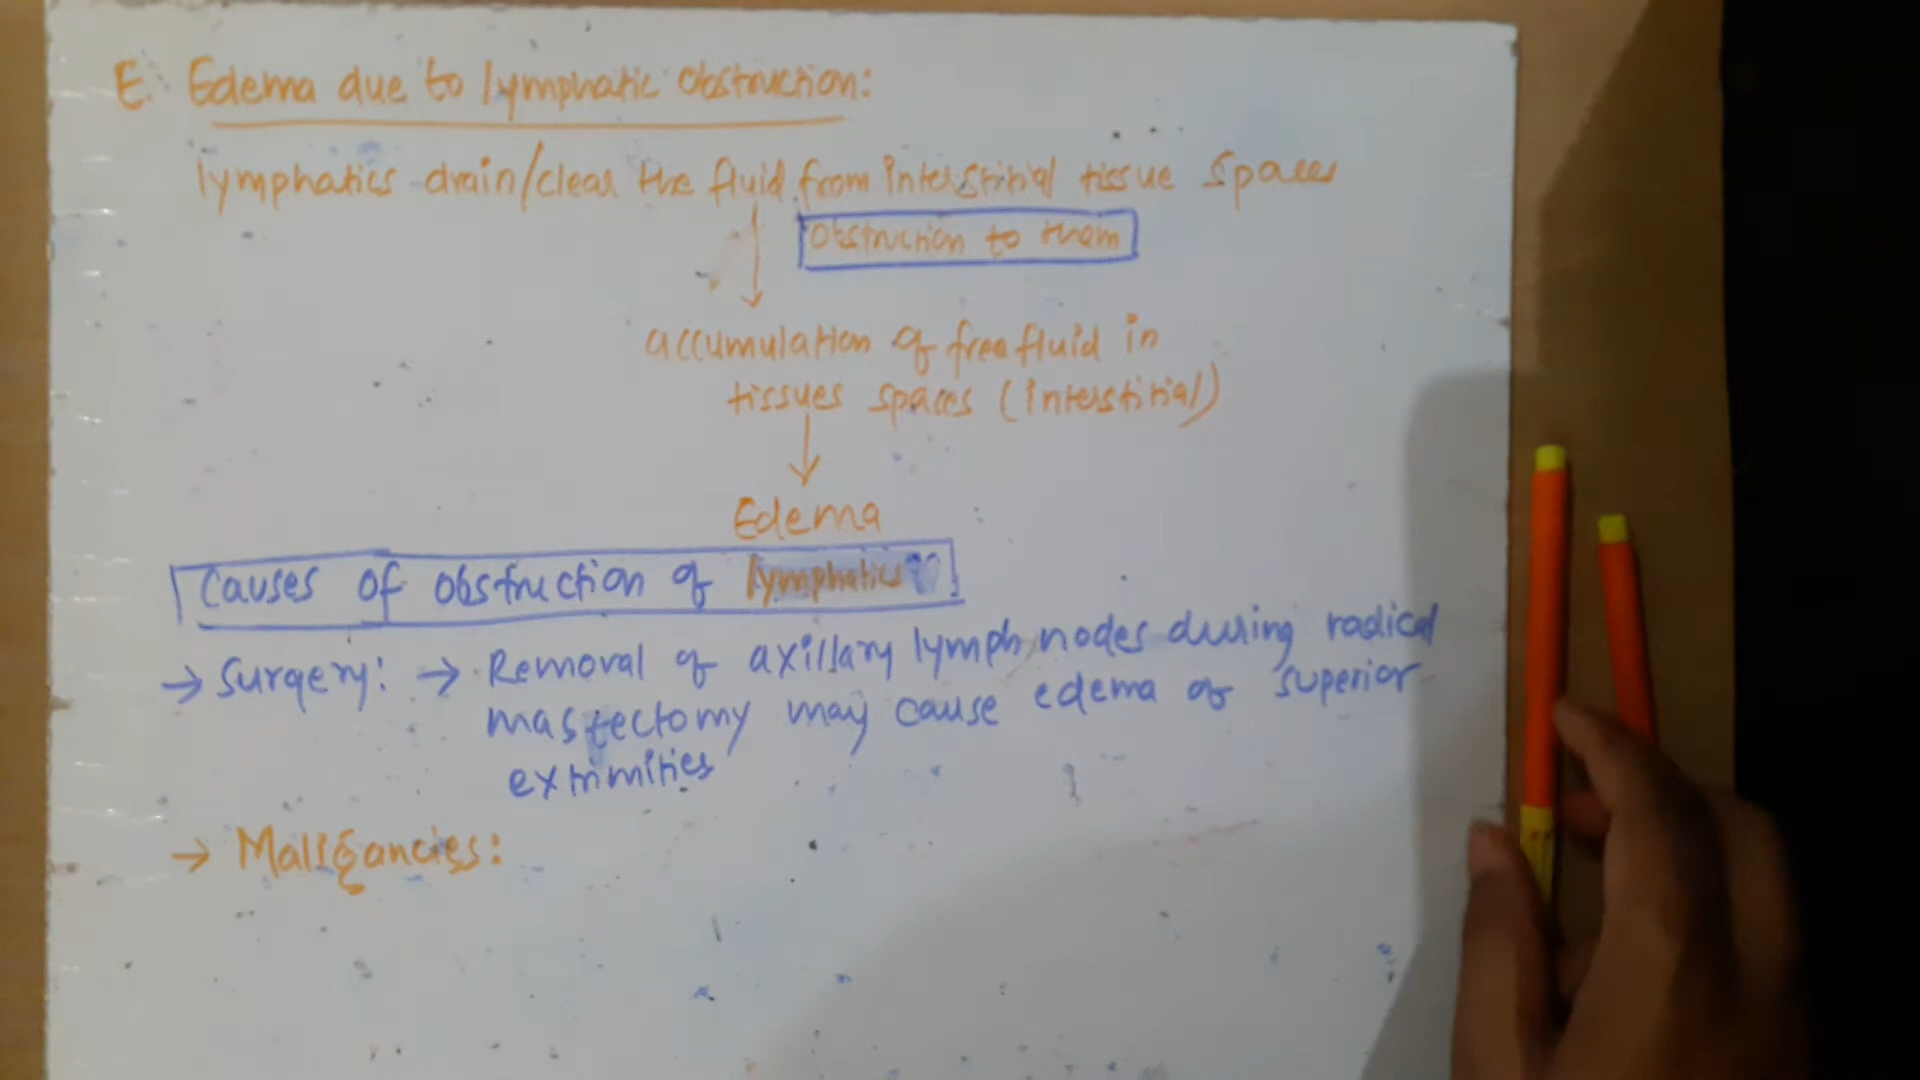 E. Edema due to lymphatic obstruction:
lymphatics drain/clear the fluid from interstitial tissue spaces
obstruction to them
accumulation of free fluid in
tissues spaces (interstitial)
Edema
Causes of obstruction of lymphatics
→ Surgery: → Removal of axillary lymph nodes during radical
mastectomy may cause edema of superior
extrimities
→ Maligancies: